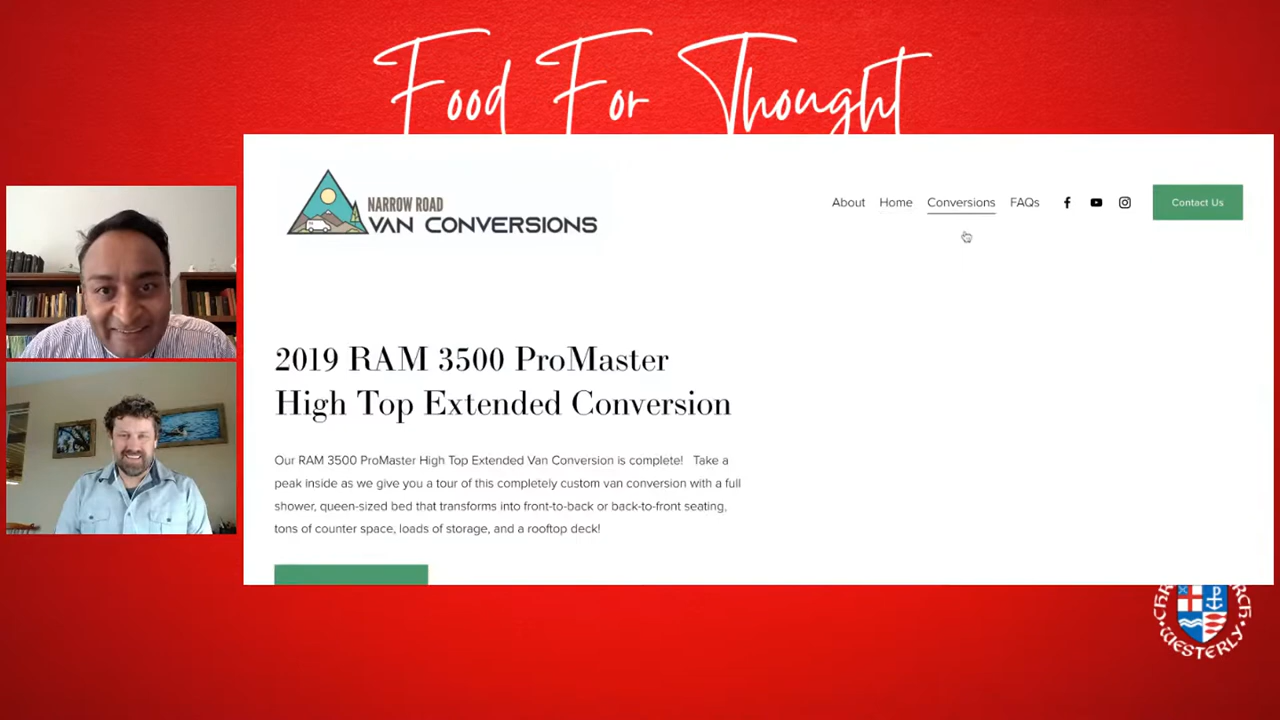 Food For Thought
NARROW ROAD
VAN CONVERSIONS
About Home Conversions FAQs Contact Us
2019 RAM 3500 ProMaster
High Top Extended Conversion
Our RAM 3500 ProMaster High Top Extended Van Conversion is complete! Take a
peak inside as we give you a tour of this completely custom van conversion with a full
shower, queen-sized bed that transforms into front-to-back or back-to-front seating,
tons of counter space, loads of storage, and a rooftop deck!
WESTERLY